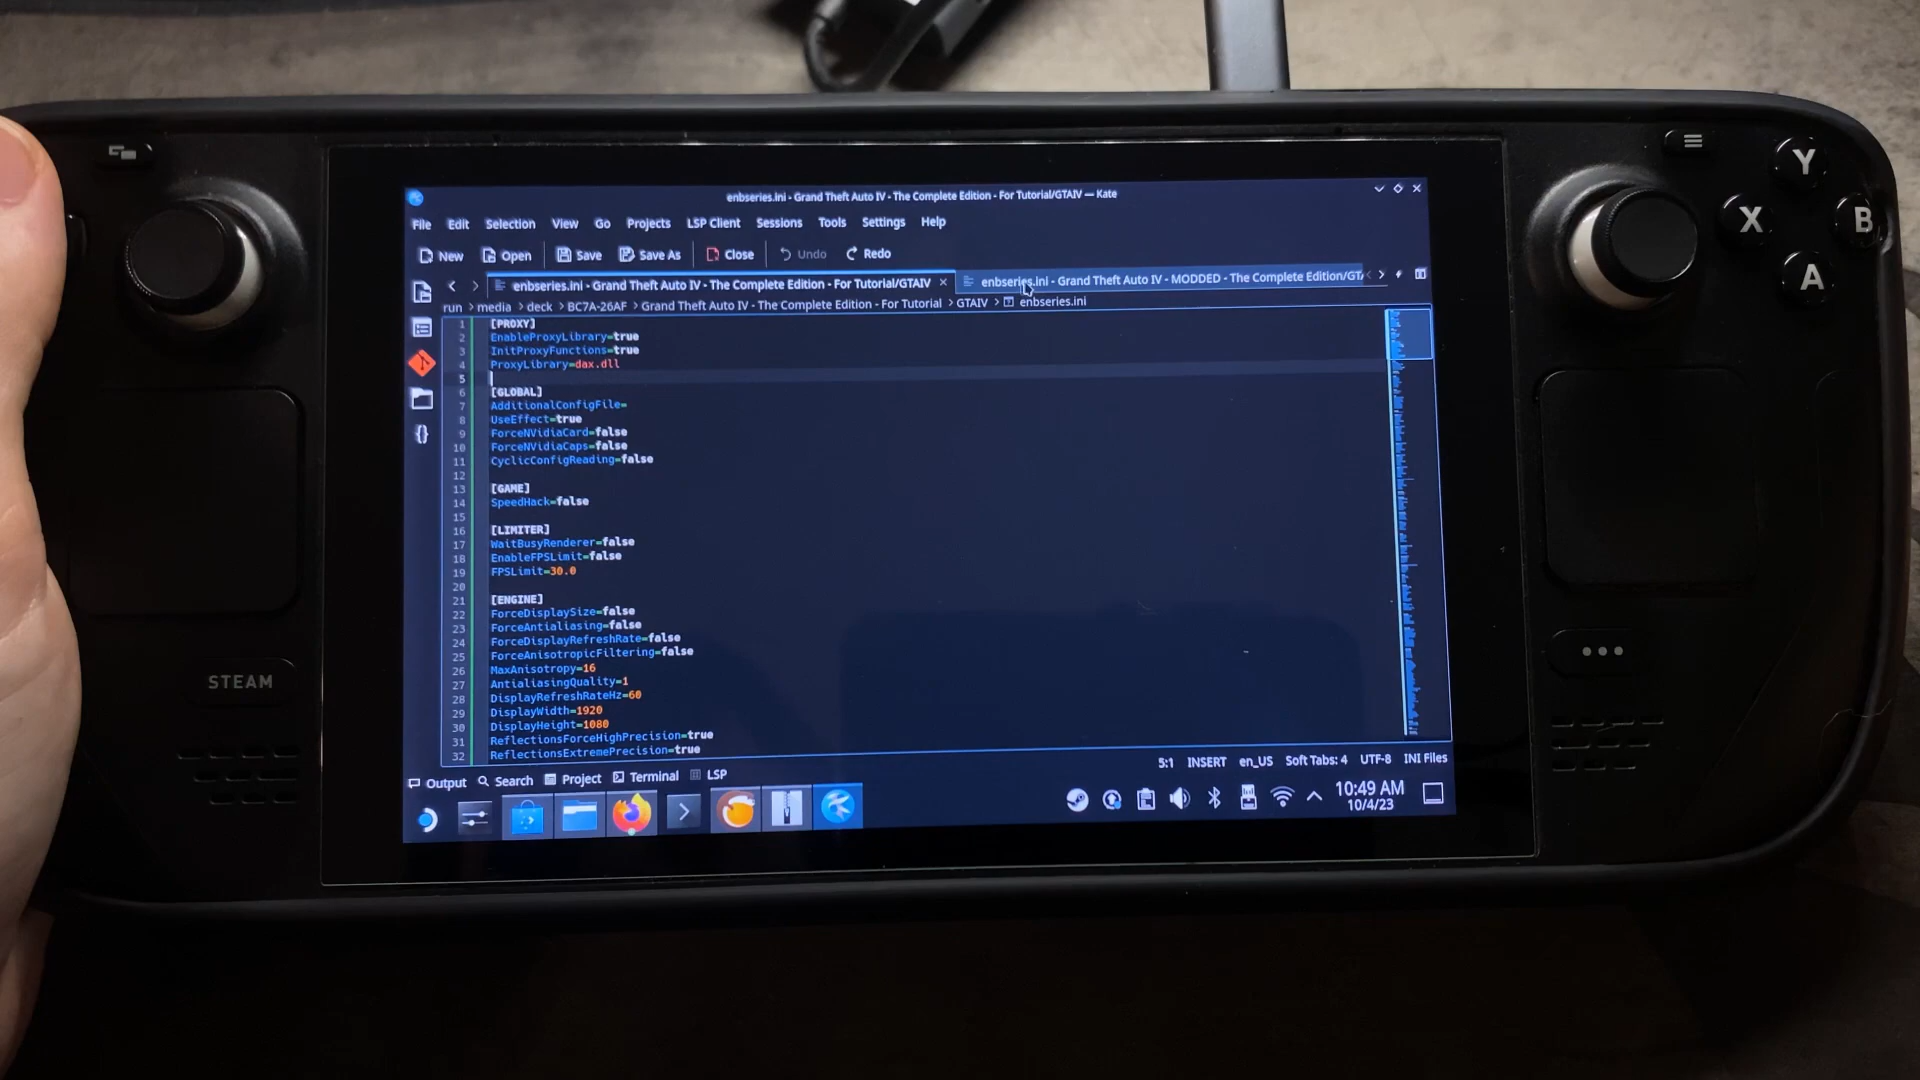 enbseries.ini - Grand Theft Auto IV - The Complete Edition - For Tutorial/GTAIV — Kate
File Edit Selection View Go Projects LSP Client Sessions Tools Settings Help
New Open Save Save As Close Undo Redo
enbseries.ini - Grand Theft Auto IV - The Complete Edition - For Tutorial/GTAIV
enbseries.ini - Grand Theft Auto IV - MODDED - The Complete Edition/GTA
run > media > deck > BC7A-26AF > Grand Theft Auto IV - The Complete Edition - For Tutorial > GTAIV > enbseries.ini
1 [PROXY]
2 EnableProxyLibrary=true
3 InitProxyFunctions=true
4 ProxyLibrary=dax.dll
5
6 [GLOBAL]
7 AdditionalConfigFile=
8 UseEffect=true
9 ForceNVidiaCard=false
10 ForceNVidiaCaps=false
11 CyclicConfigReading=false
12
13 [GAME]
14 SpeedHack=false
15
16 [LIMITER]
17 WaitBusyRenderer=false
18 EnableFPSLimit=false
19 FPSLimit=30.0
20
21 [ENGINE]
22 ForceDisplaySize=false
23 ForceAntialiasing=false
24 ForceDisplayRefreshRate=false
25 ForceAnisotropicFiltering=false
26 MaxAnisotropy=16
27 AntialiasingQuality=1
28 DisplayRefreshRateHz=60
29 DisplayWidth=1920
30 DisplayHeight=1080
31 ReflectionsForceHighPrecision=true
32 ReflectionsExtremePrecision=true
5:1 INSERT en_US Soft Tabs: 4 UTF-8 INI Files
Output Search Project Terminal LSP
10:49 AM
10/4/23
STEAM
Y
X
B
A